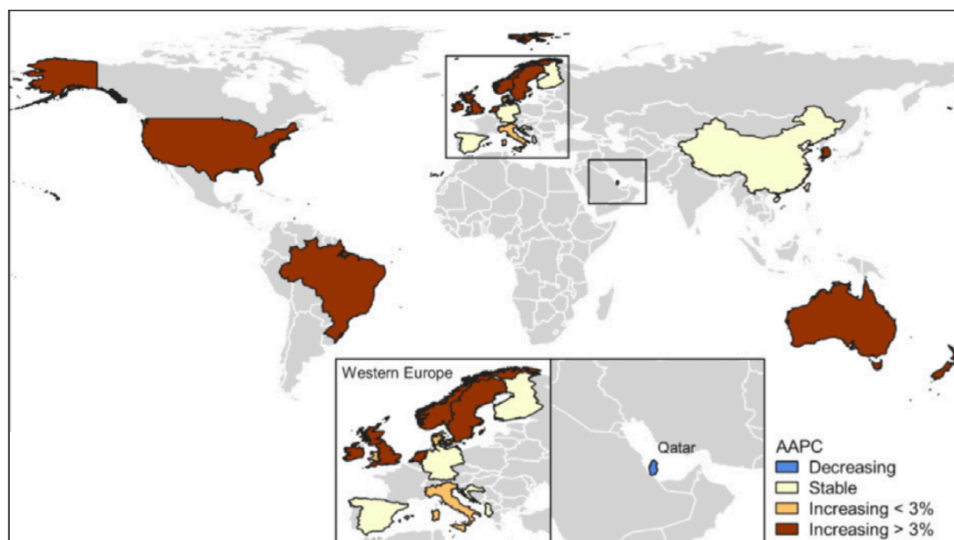 Western Europe
Qatar
AAPC
Decreasing
Stable
Increasing < 3%
Increasing > 3%